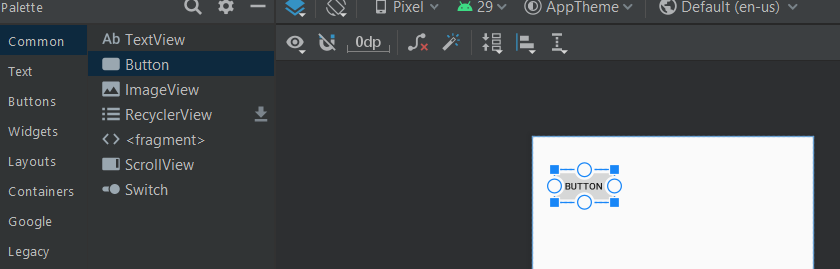 Palette
Pixel
29
AppTheme
Default (en-us)
Common
Ab TextView
0dp
Text
Button
Buttons
ImageView
Widgets
RecyclerView
Layouts
<fragment>
Containers
ScrollView
Google
Switch
Legacy
BUTTON